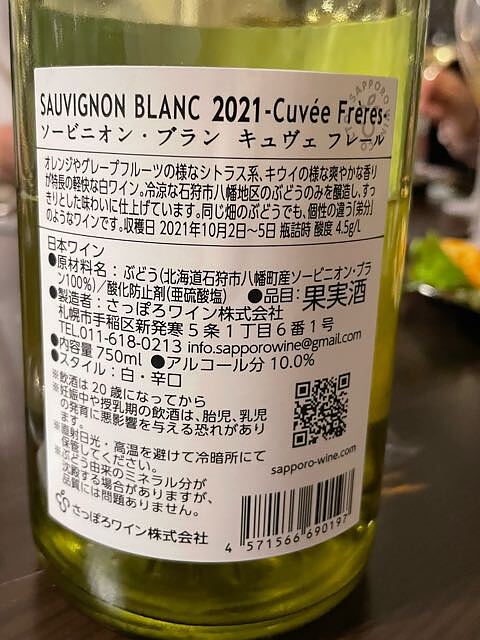 SAUVIGNON BLANC 2021-Cuvée Frères-
ソービニオン・ブラン キュヴェ フレール
オレンジやグレープフルーツの様なシトラス系、キウイの様な爽やかな香り
が特長の軽快な白ワイン。冷涼な石狩市八幡地区のぶどうのみを醸造し、すっ
きりとした味わいに仕上げています。同じ畑のぶどうでも、個性の違う「弟分」
のようなワインです。収穫日 2021年10月2日〜5日 瓶詰時 酸度 4.5g/L
日本ワイン
●原材料名：ぶどう(北海道石狩市八幡町産ソービニオン・ブラ
ン100%)／酸化防止剤(亜硫酸塩) ●品目：果実酒
●製造者：さっぽろワイン株式会社
札幌市手稲区新発寒５条１丁目６番１号
TEL.011-618-0213 info.sapporowine@gmail.com
●内容量 750ml ●アルコール分 10.0%
●スタイル：白・辛口
※飲酒は20歳になってから
※妊娠中や授乳期の飲酒は、胎児、乳児
の発育に悪影響を与える恐れがあり
ます。
※直射日光・高温を避けて冷暗所にて
保管してください。
※ぶどう由来のミネラル分が
沈殿する場合がありますが、
品質には問題ありません。
sapporo-wine.com
さっぽろワイン株式会社
4 571566 690197
SAPPORO WINE